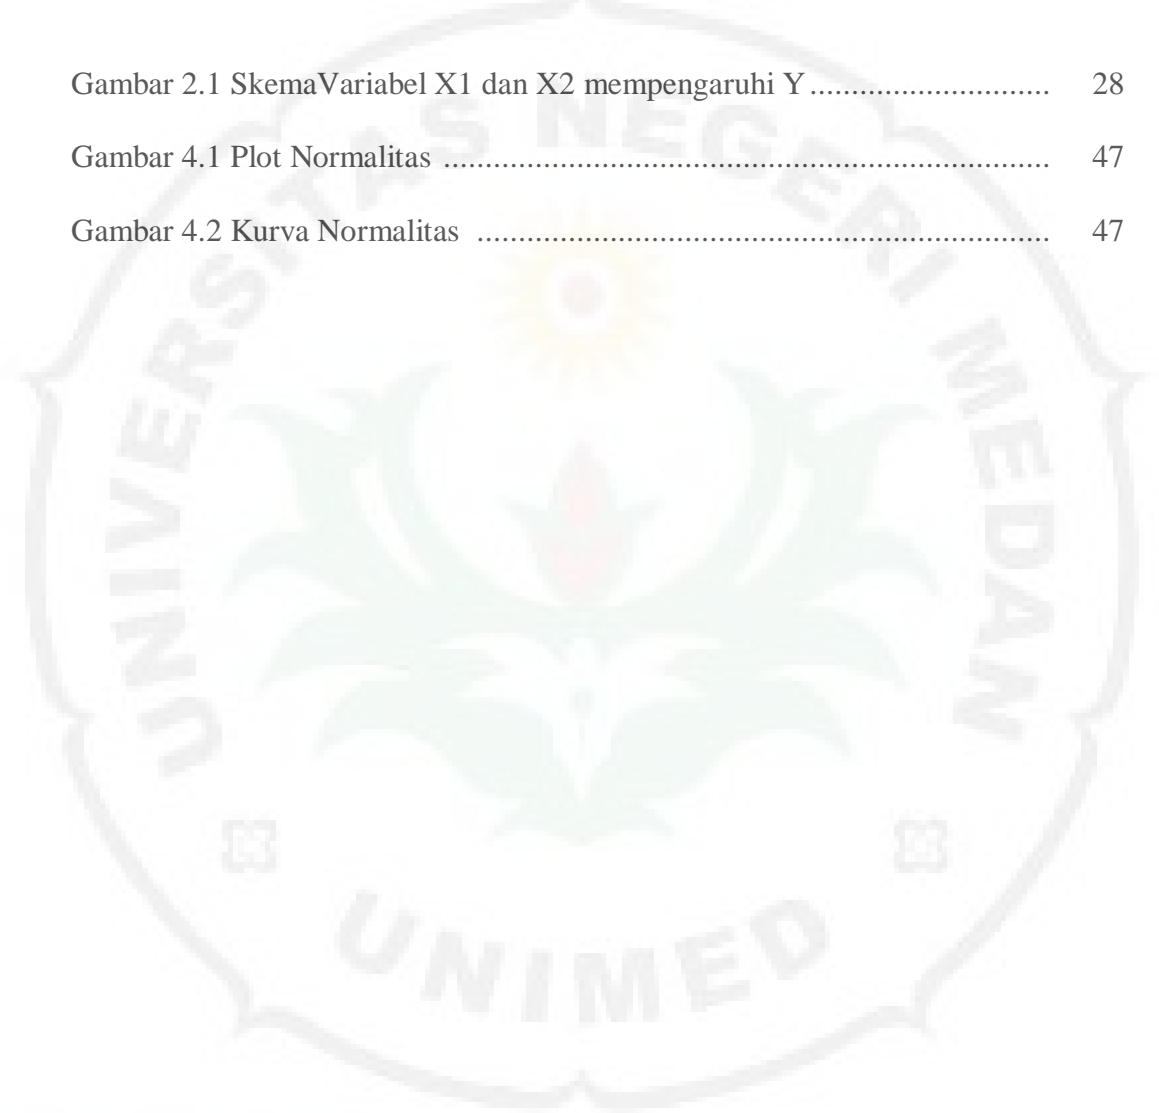 Gambar 2.1 SkemaVariabel X1 dan X2 mempengaruhi Y........................... 28
Gambar 4.1 Plot Normalitas .................................................................... 47
Gambar 4.2 Kurva Normalitas ................................................................ 47
UNIVERSITAS NEGERI MEDAN
UNIMED